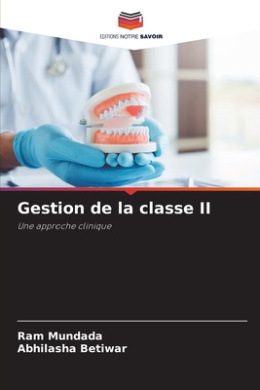 EDITIONS NOTRE SAVOIR
Gestion de la classe II
Une approche clinique
Ram Mundada
Abhilasha Betiwar